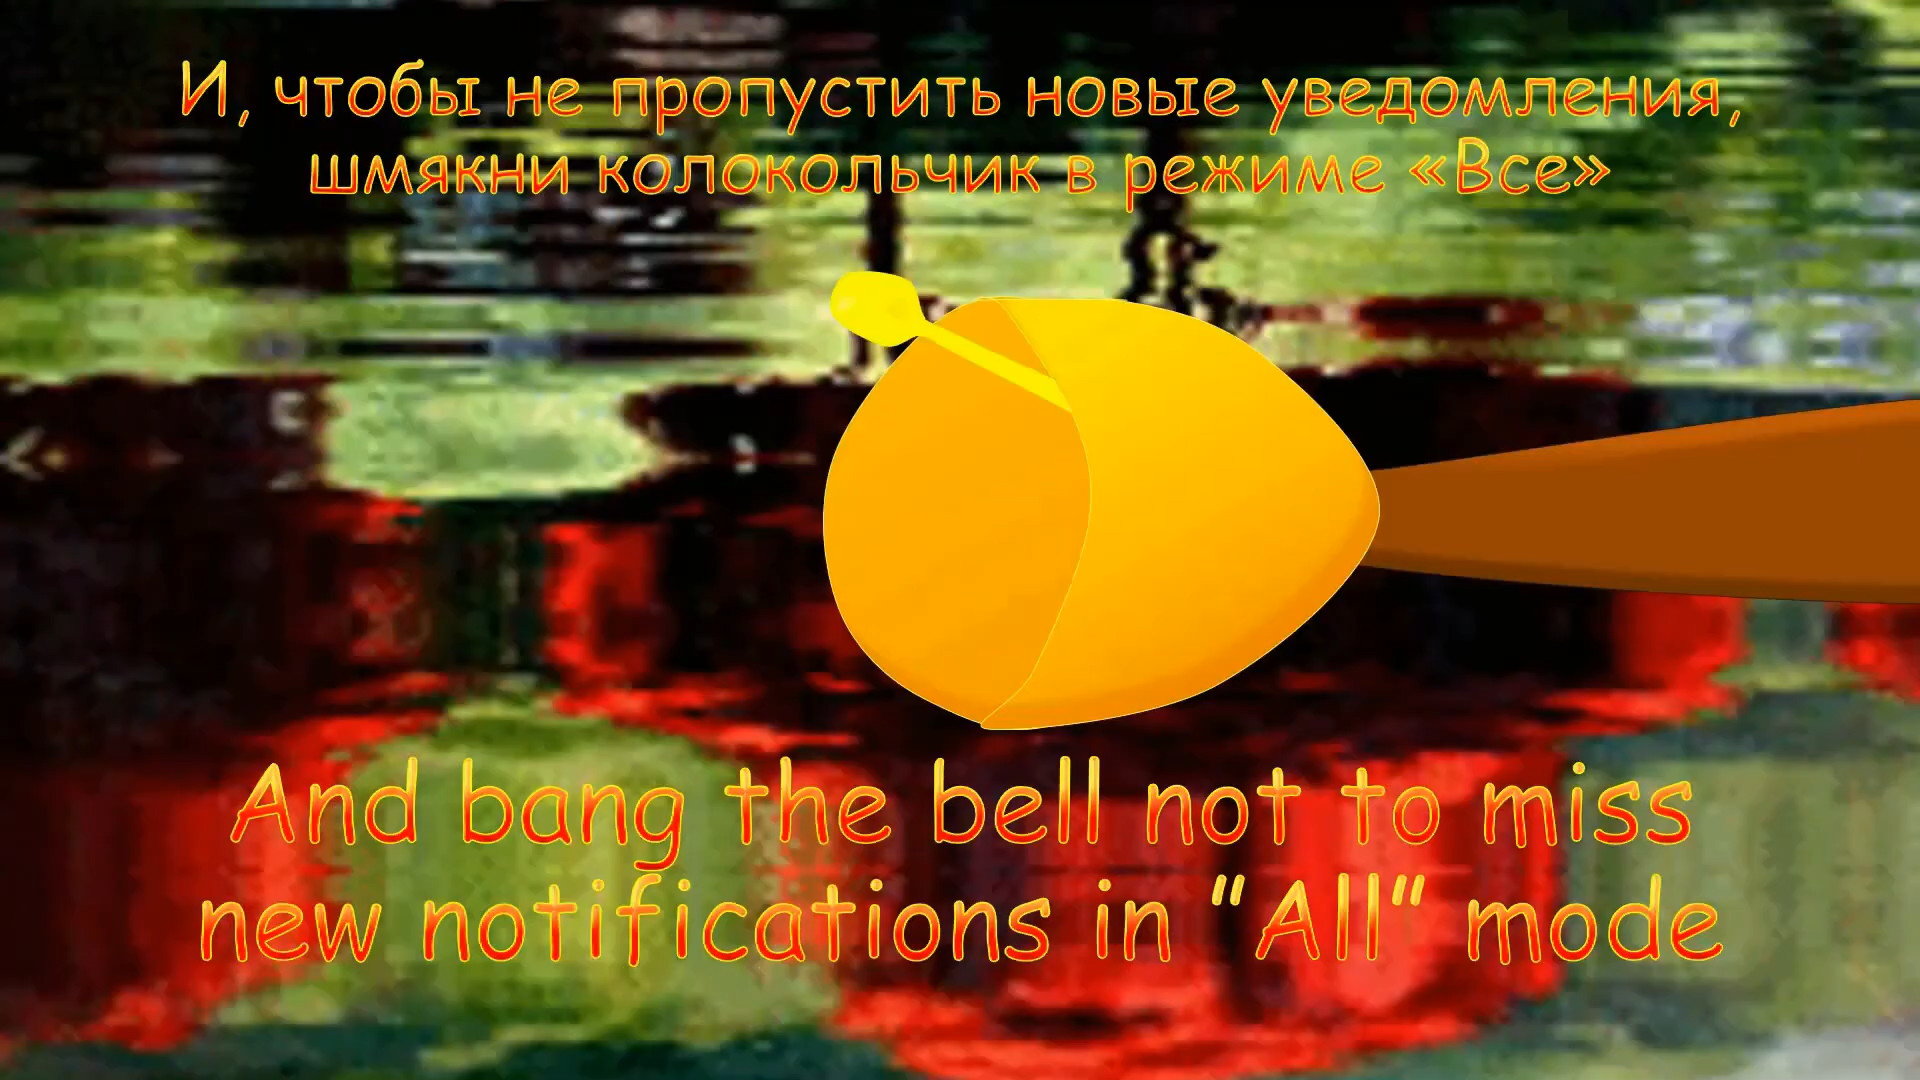 И, чтобы не пропустить новые уведомления,
шмякни колокольчик в режиме «Все»
And bang the bell not to miss
new notifications in "All" mode